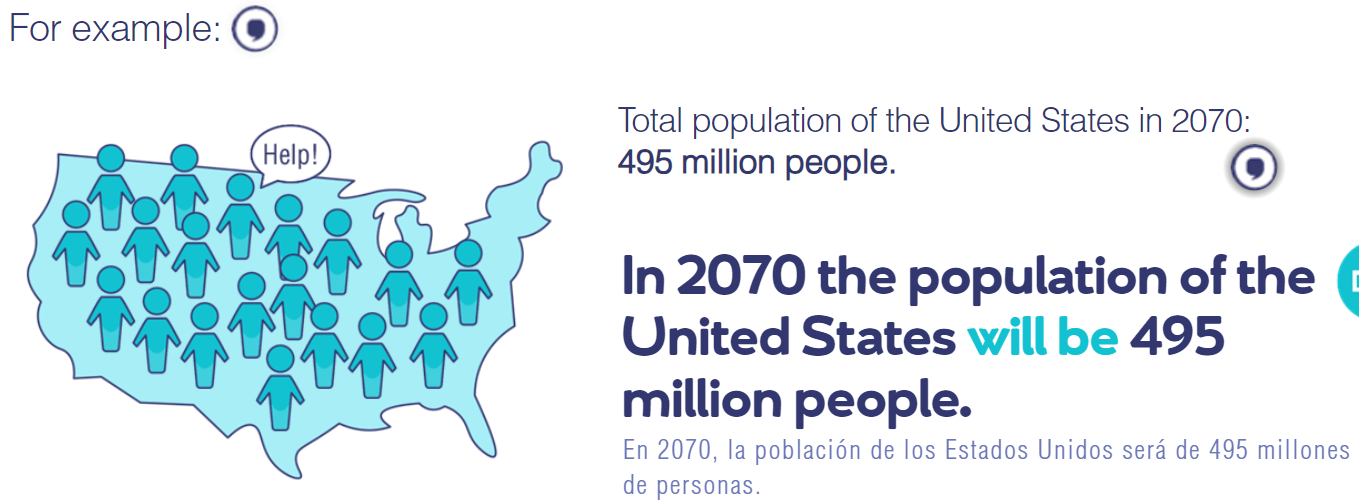 For example:
Help!
Total population of the United States in 2070:
495 million people.
In 2070 the population of the
United States will be 495
million people.
En 2070, la población de los Estados Unidos será de 495 millones
de personas.